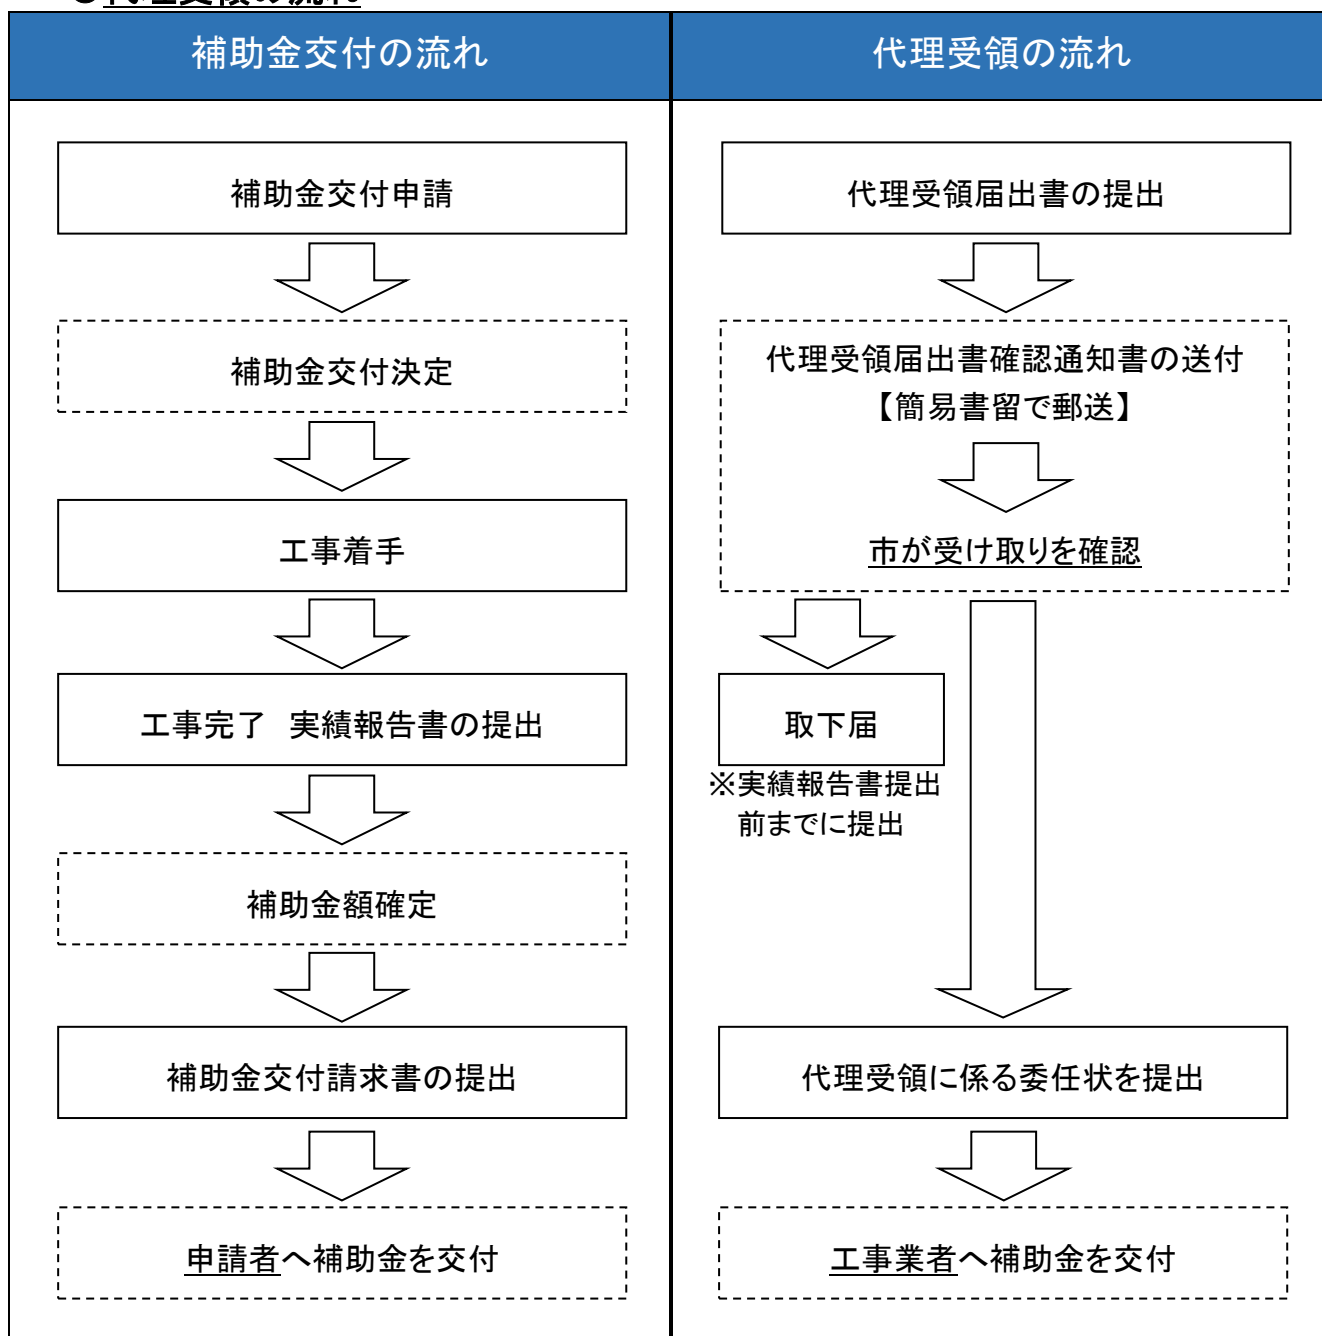 ●代理受領の流れ
補助金交付の流れ
補助金交付申請
補助金交付決定
工事着手
工事完了　実績報告書の提出
補助金額確定
補助金交付請求書の提出
申請者へ補助金を交付
代理受領の流れ
代理受領届出書の提出
代理受領届出書確認通知書の送付
【簡易書留で郵送】
市が受け取りを確認
取下届
※実績報告書提出
前までに提出
代理受領に係る委任状を提出
工事業者へ補助金を交付